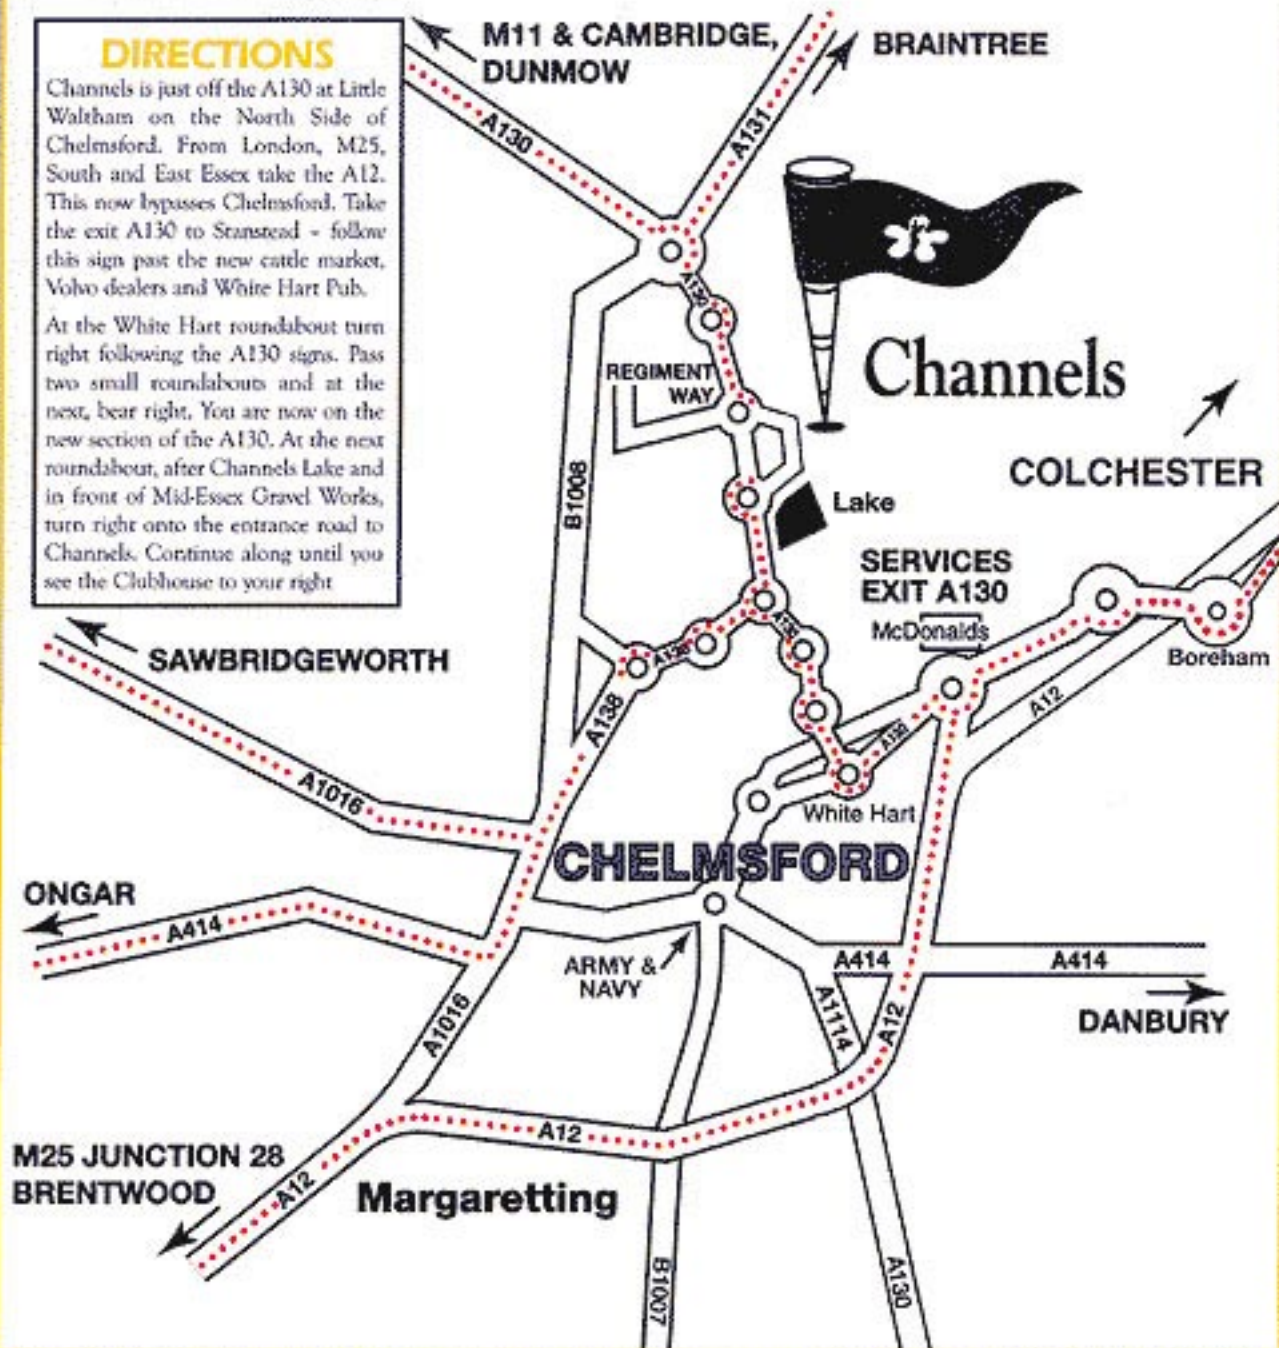 DIRECTIONS
Channels is just off the A130 at Little
Waltham on the North Side of
Chelmsford. From London, M25,
South and East Essex take the A12.
This now bypasses Chelmsford. Take
the exit A130 to Stanstead - follow
this sign past the new cattle market,
Volvo dealers and White Hart Pub.
At the White Hart roundabout turn
right following the A130 signs. Pass
two small roundabouts and at the
next, bear right. You are now on the
new section of the A130. At the next
roundabout, after Channels Lake and
in front of Mid-Essex Gravel Works,
turn right onto the entrance road to
Channels. Continue along until you
see the Clubhouse to your right
M11 & CAMBRIDGE,
DUNMOW
BRAINTREE
A130
A131
A130
REGIMENT
WAY
Channels
COLCHESTER
B1008
Lake
SERVICES
EXIT A130
McDonalds
Boreham
A130
A138
A138
A12
A130
White Hart
SAWBRIDGEWORTH
A1016
CHELMSFORD
ONGAR
A414
ARMY &
NAVY
A414
A414
DANBURY
A1016
A1114
A12
A12
M25 JUNCTION 28
BRENTWOOD
A12
Margaretting
B1007
A130